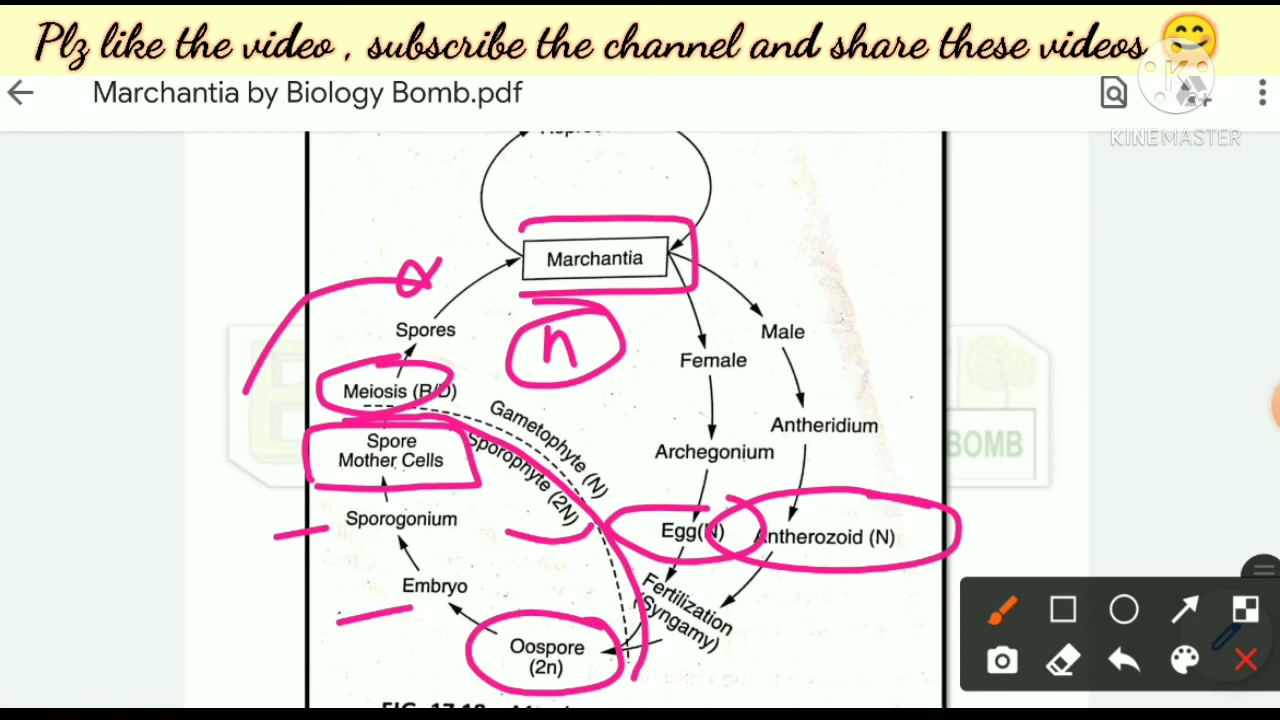 Plz like the video , subscribe the channel and share these videos
Marchantia by Biology Bomb.pdf
KINEMASTER
Marchantia
n
Spores
Male
Female
Meiosis (R/D)
Gametophyte (N)
Antheridium
Spore
Mother Cells
Sporophyte (2N)
Archegonium
BOMB
Sporogonium
Egg(N)
Antherozoid (N)
Embryo
Fertilization
(Syngamy)
Oospore
(2n)